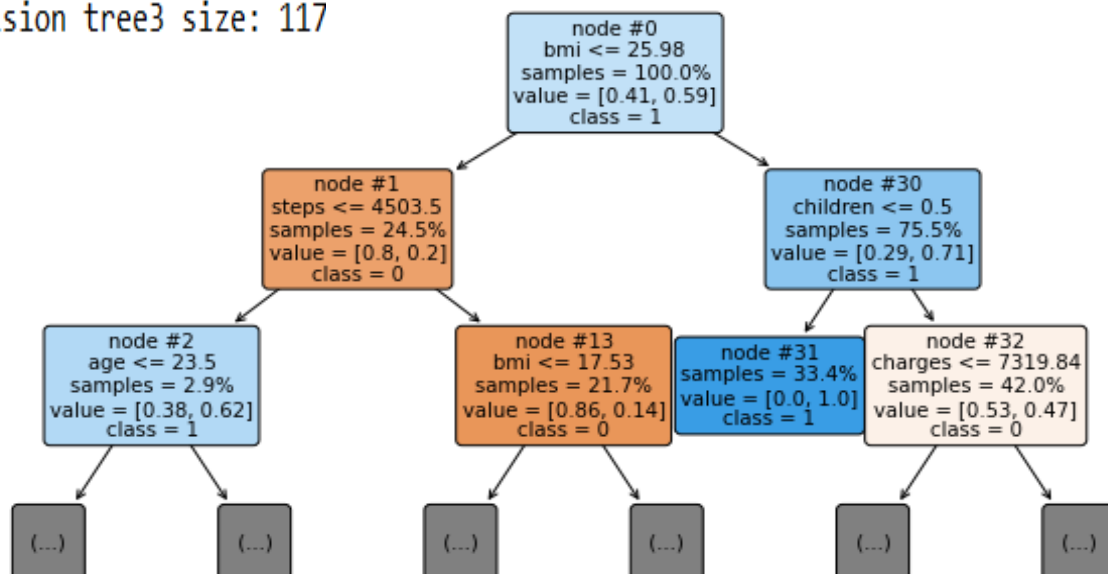 sion tree3 size: 117
node #0
bmi <= 25.98
samples = 100.0%
value = [0.41, 0.59]
class = 1
node #1
steps <= 4503.5
samples = 24.5%
value = [0.8, 0.2]
class = 0
node #30
children <= 0.5
samples = 75.5%
value = [0.29, 0.71]
class = 1
node #2
age <= 23.5
samples = 2.9%
value = [0.38, 0.62]
class = 1
node #13
bmi <= 17.53
samples = 21.7%
value = [0.86, 0.14]
class = 0
node #31
samples = 33.4%
value = [0.0, 1.0]
class = 1
node #32
charges <= 7319.84
samples = 42.0%
value = [0.53, 0.47]
class = 0
(...)
(...)
(...)
(...)
(...)
(...)